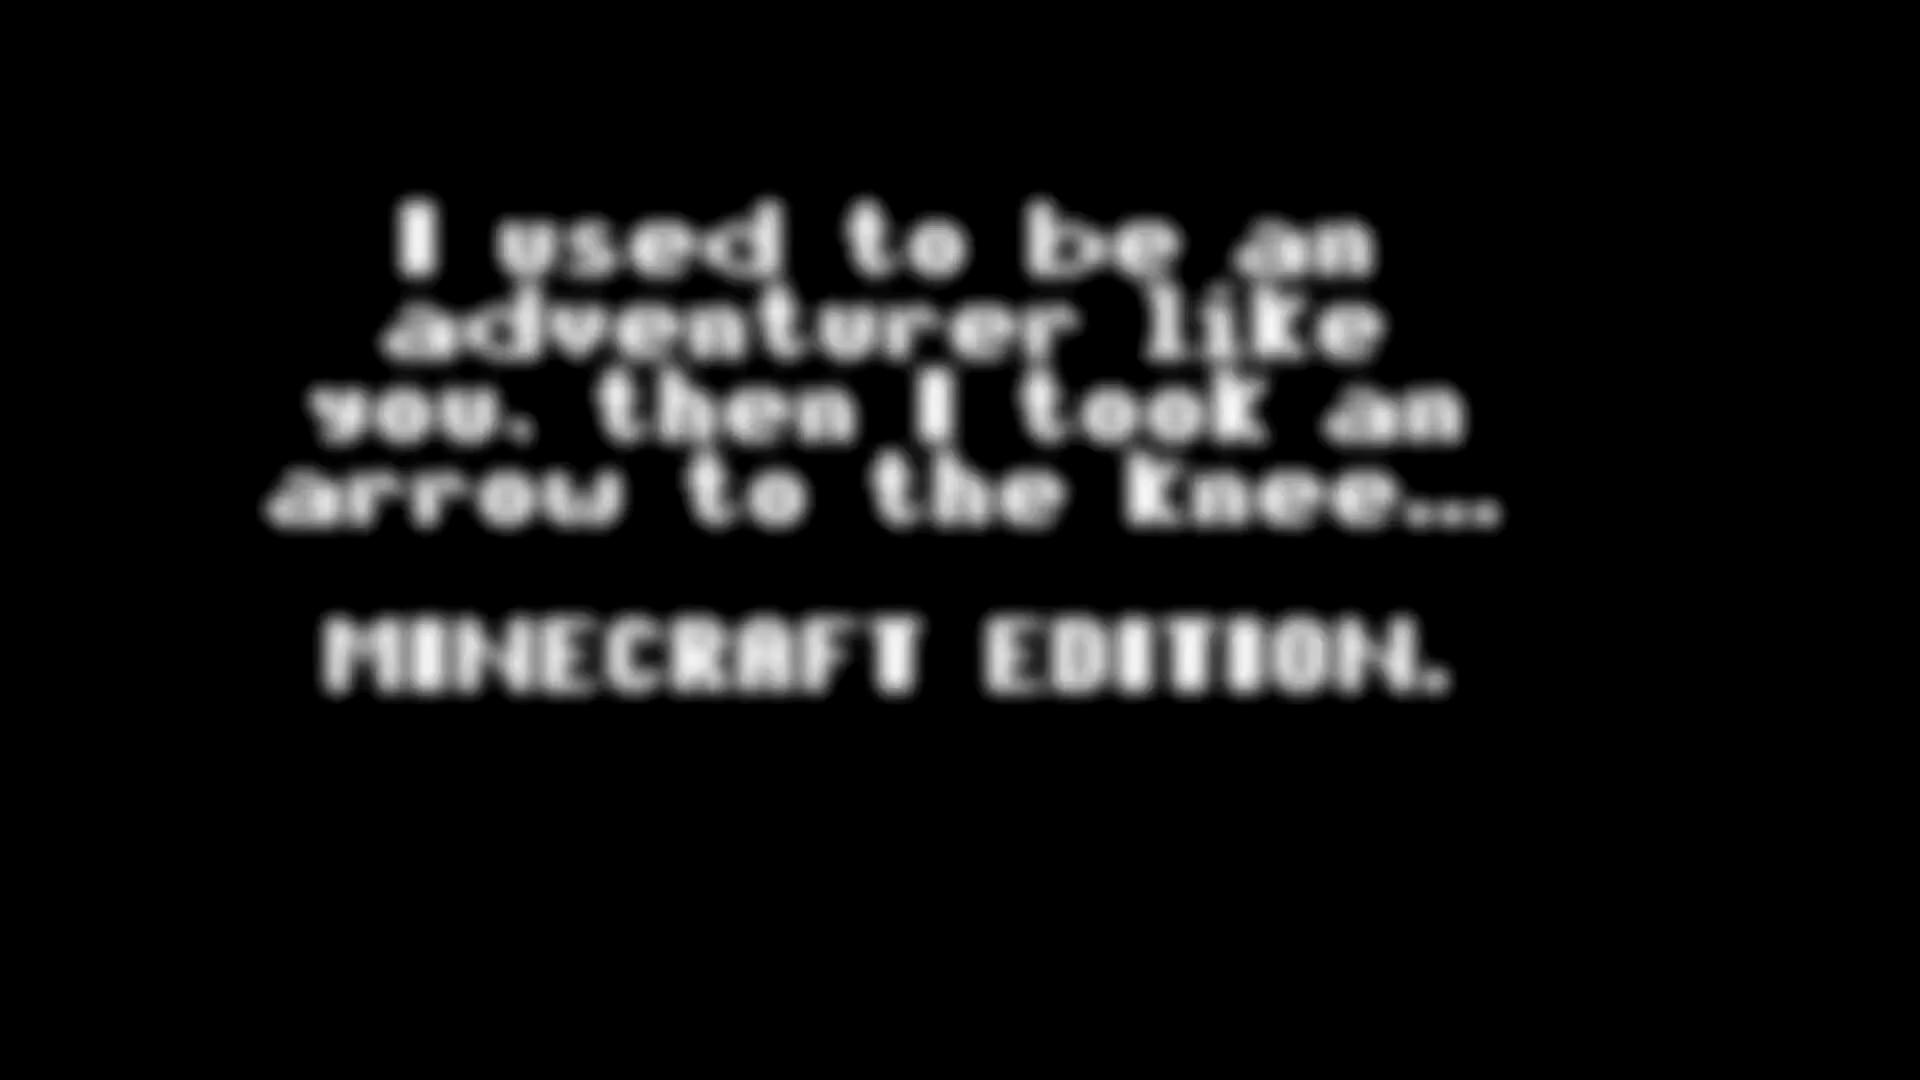 I used to be an
adventurer like
you. then I took an
arrow to the knee...
MINECRAFT EDITION.